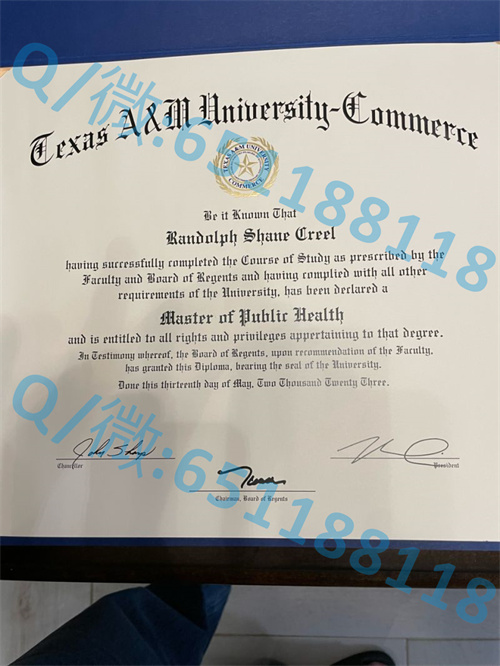 Texas A&M University-Commerce
TEXAS A&M UNIVERSITY
COMMERCE
Be it Known That
Randolph Shane Creel
having successfully completed the Course of Study as prescribed by the
Faculty and Board of Regents and having complied with all other
requirements of the University, has been declared a
Master of Public Health
and is entitled to all rights and privileges appertaining to that degree.
In Testimony whereof, the Board of Regents, upon recommendation of the Faculty,
has granted this Diploma, bearing the seal of the University.
Done this thirteenth day of May, Two Thousand Twenty Three.
Chancellor
Chairman, Board of Regents
President
Q/微:651188118
Q/微:651188118